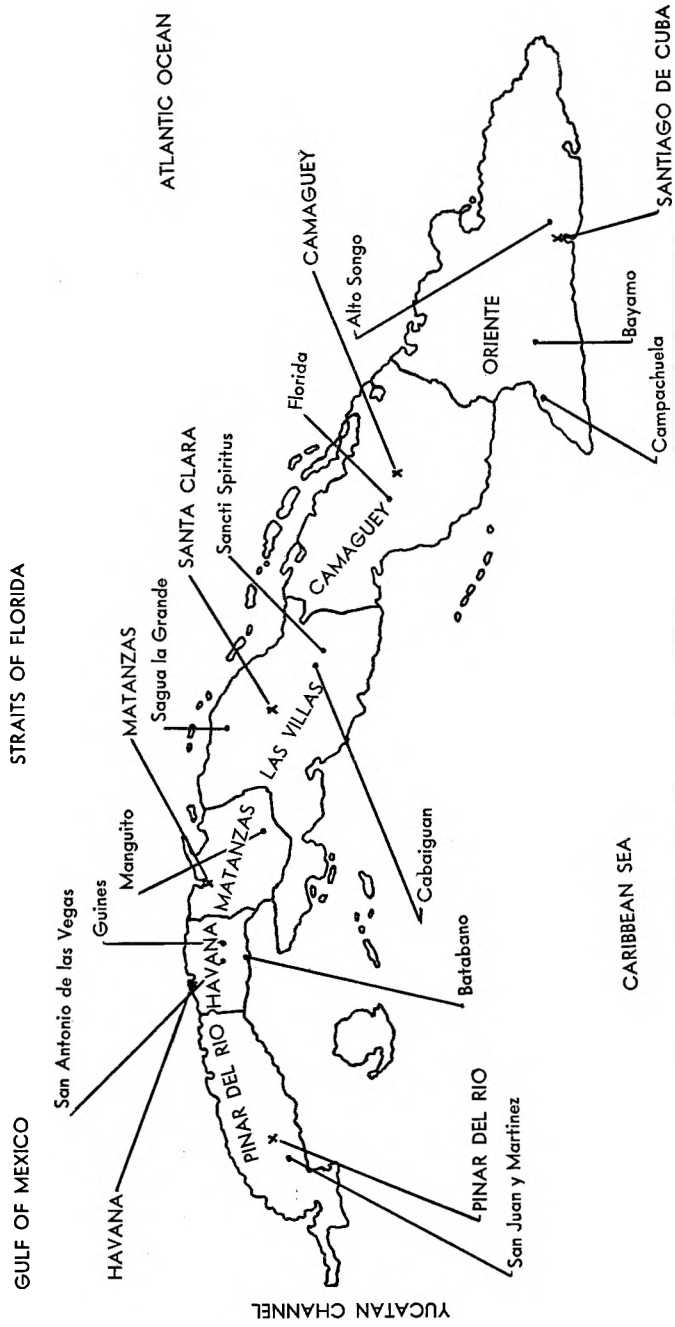 GULF OF MEXICO
STRAITS OF FLORIDA
ATLANTIC OCEAN
YUCATAN CHANNEL
CARIBBEAN SEA
HAVANA
San Antonio de las Vegas
Guines
Manguito
MATANZAS
Sagua la Grande
SANTA CLARA
Sancti Spiritus
Florida
CAMAGUEY
Alto Songo
PINAR DEL RIO
HAVANA
MATANZAS
LAS VILLAS
CAMAGUEY
ORIENTE
PINAR DEL RIO
San Juan y Martinez
Batabano
Cabaiguan
Campachuela
Bayamo
SANTIAGO DE CUBA